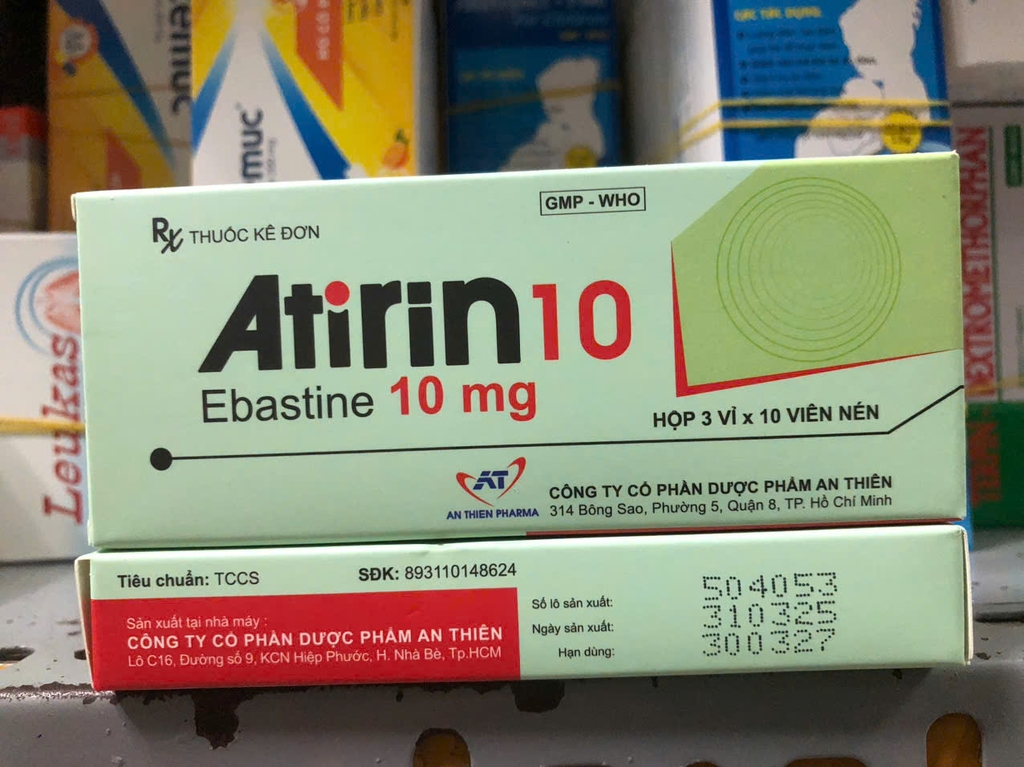 muc
Leukas
DEXTROMETHORPHAN
GMP - WHO
Rx THUỐC KÊ ĐƠN
Atirin 10
Ebastine 10 mg
HỘP 3 VỈ x 10 VIÊN NÉN
AT
AN THIEN PHARMA
CÔNG TY CỔ PHẦN DƯỢC PHẨM AN THIÊN
314 Bông Sao, Phường 5, Quận 8, TP. Hồ Chí Minh
Tiêu chuẩn: TCCS
SĐK: 893110148624
Sản xuất tại nhà máy :
CÔNG TY CỔ PHẦN DƯỢC PHẨM AN THIÊN
Lô C16, Đường số 9, KCN Hiệp Phước, H. Nhà Bè, Tp.HCM
Số lô sản xuất: 504053
Ngày sản xuất: 310325
Hạn dùng: 300327